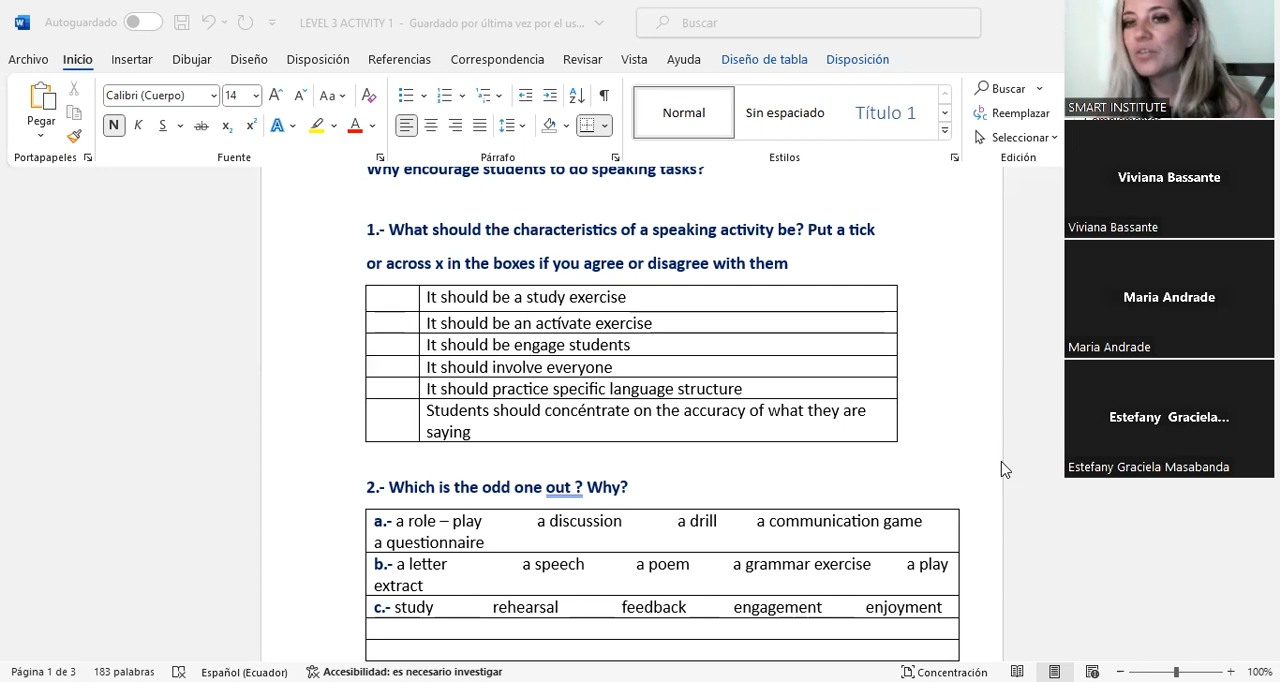 Autoguardado
LEVEL 3 ACTIVITY 1 - Guardado por última vez por el us...
Buscar
Archivo Inicio Insertar Dibujar Diseño Disposición Referencias Correspondencia Revisar Vista Ayuda Diseño de tabla Disposición
Pegar
Calibri (Cuerpo) 14
Normal
Sin espaciado
Título 1
Buscar
Reemplazar
Seleccionar
Portapapeles Fuente Párrafo Estilos Edición
Why encourage students to do speaking tasks?
1.- What should the characteristics of a speaking activity be? Put a tick
or across x in the boxes if you agree or disagree with them
It should be a study exercise
It should be an actívate exercise
It should be engage students
It should involve everyone
It should practice specific language structure
Students should concéntrate on the accuracy of what they are
saying
2.- Which is the odd one out ? Why?
a.- a role – play a discussion a drill a communication game
a questionnaire
b.- a letter a speech a poem a grammar exercise a play
extract
c.- study rehearsal feedback engagement enjoyment
SMART INSTITUTE
Viviana Bassante
Viviana Bassante
Maria Andrade
Maria Andrade
Estefany Graciela...
Estefany Graciela Masabanda
Página 1 de 3 183 palabras Español (Ecuador) Accesibilidad: es necesario investigar Concentración 100%